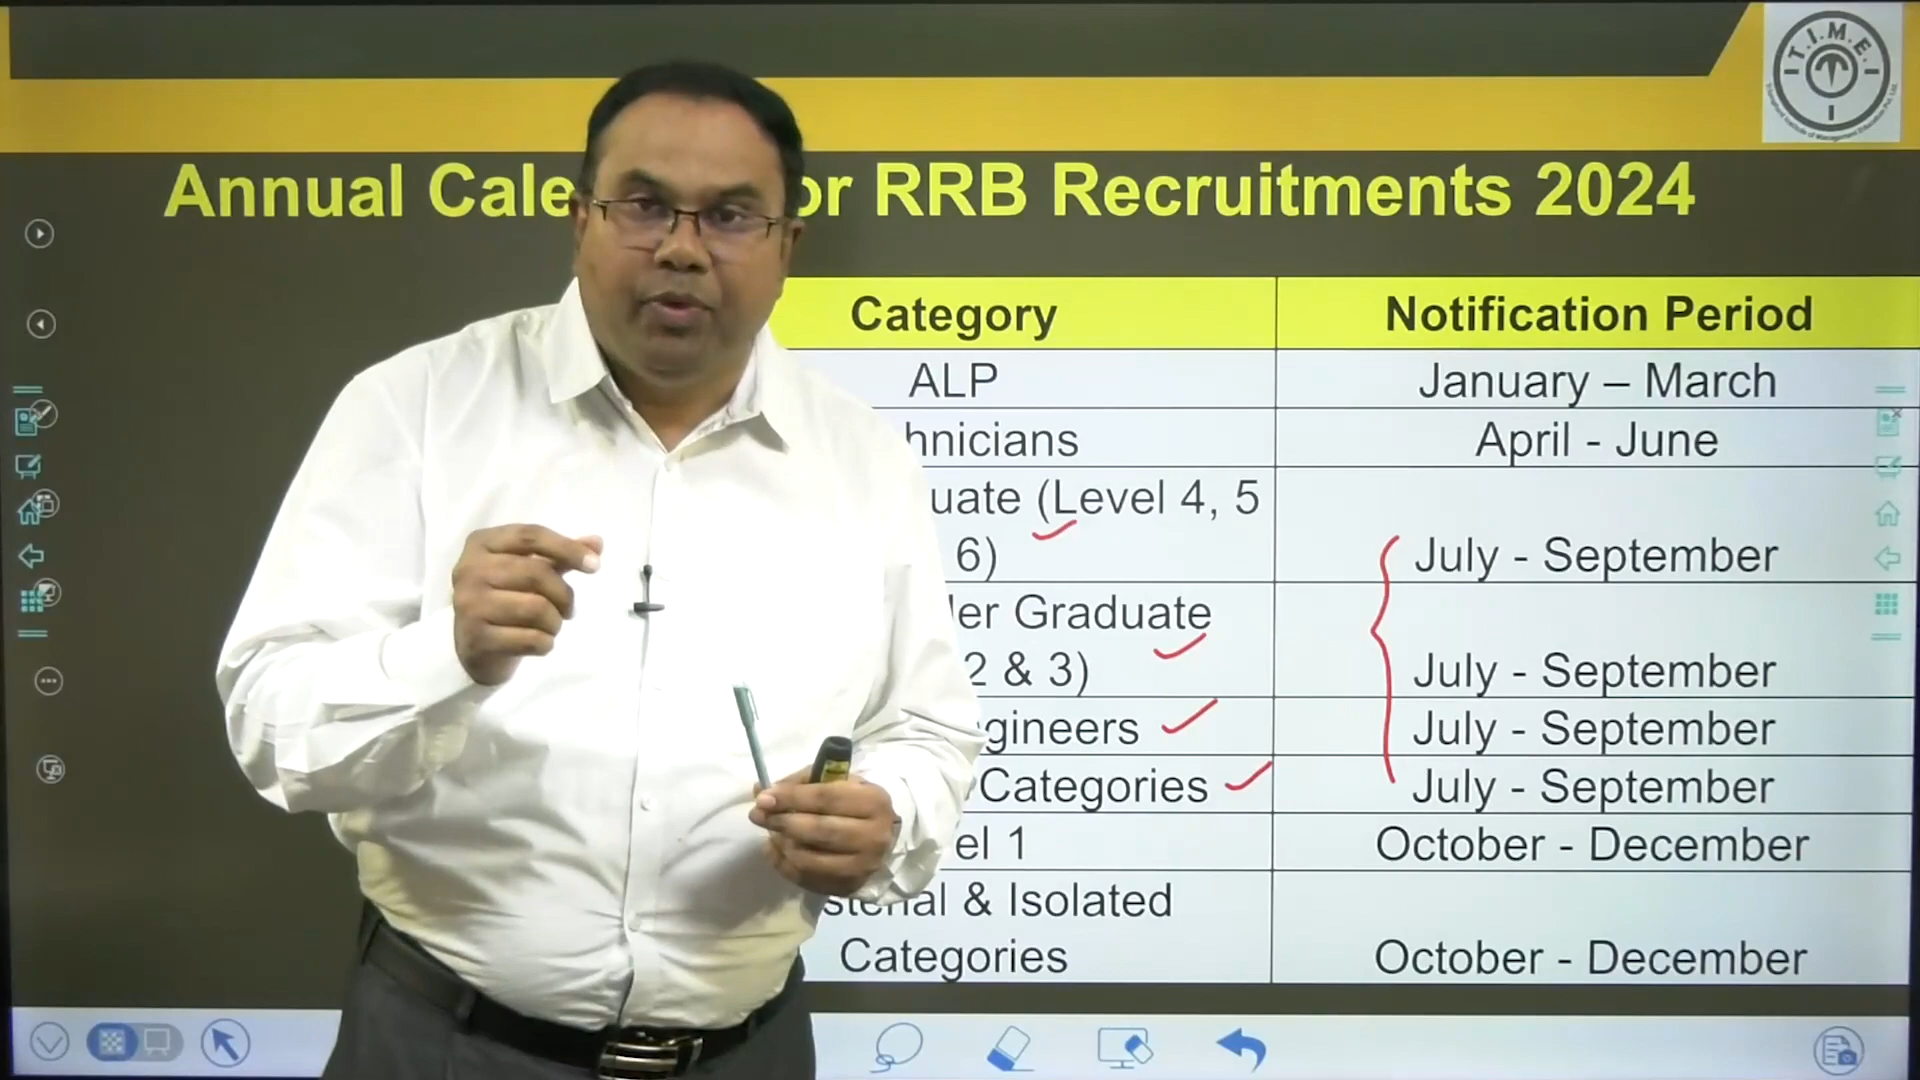 T.I.M.E.
Annual Cale or RRB Recruitments 2024
Category Notification Period
ALP January – March
hnicians April - June
uate (Level 4, 5
6) July - September
er Graduate
2 & 3) July - September
gineers July - September
Categories July - September
el 1 October - December
& Isolated
Categories October - December